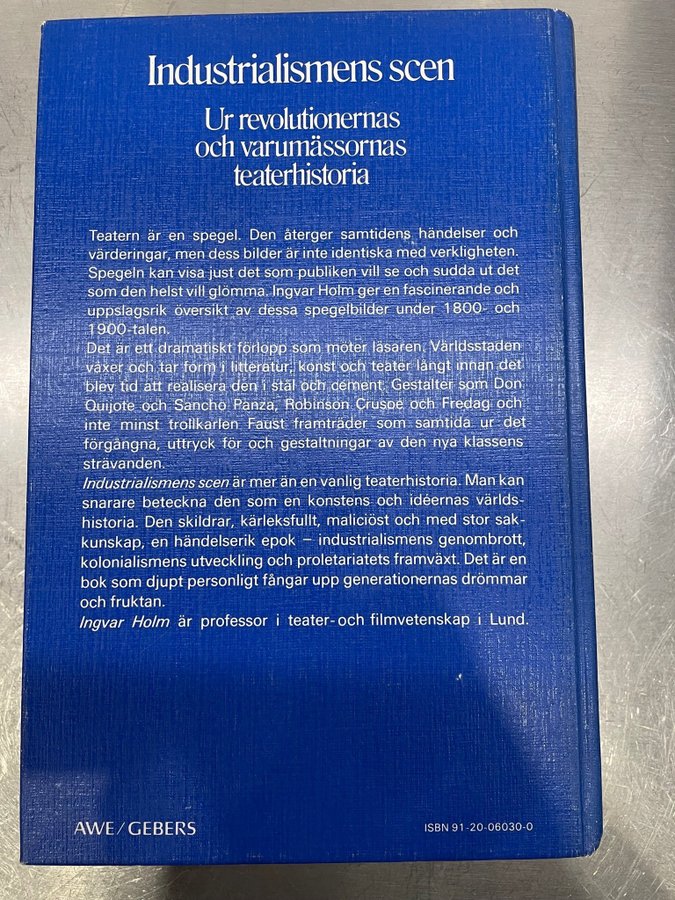 Industrialismens scen
Ur revolutionernas
och varumässornas
teaterhistoria
Teatern är en spegel. Den återger samtidens händelser och
värderingar, men dess bilder är inte identiska med verkligheten.
Spegeln kan visa just det som publiken vill se och sudda ut det
som den helst vill glömma. Ingvar Holm ger en fascinerande och
uppslagsrik översikt av dessa spegelbilder under 1800- och
1900-talen.
Det är ett dramatiskt förlopp som möter läsaren. Världsstaden
växer och tar form i litteratur, konst och teater långt innan det
blev tid att realisera den i stål och cement. Gestalter som Don
Quijote och Sancho Panza, Robinson Crusoe och Fredag och
inte minst trollkarlen Faust framträder som samtida ur det
förgångna, uttryck för och gestaltningar av den nya klassens
strävanden.
Industrialismens scen är mer än en vanlig teaterhistoria. Man kan
snarare beteckna den som en konstens och idéernas världs-
historia. Den skildrar, kärleksfullt, maliciöst och med stor sak-
kunskap, en händelserik epok – industrialismens genombrott,
kolonialismens utveckling och proletariatets framväxt. Det är en
bok som djupt personligt fångar upp generationernas drömmar
och fruktan.
Ingvar Holm är professor i teater- och filmvetenskap i Lund.
AWE/GEBERS
ISBN 91-20-06030-0